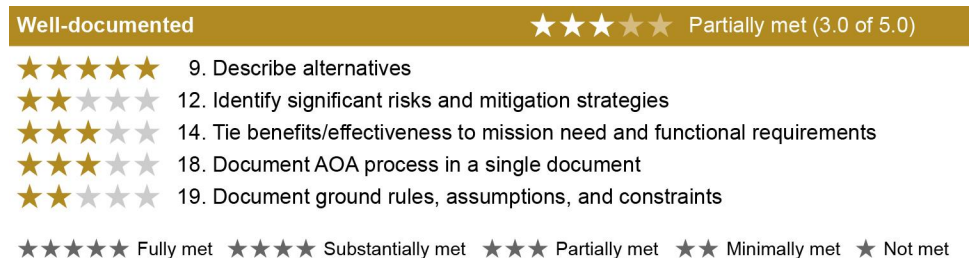 Well-documented Partially met (3.0 of 5.0)
9. Describe alternatives
12. Identify significant risks and mitigation strategies
14. Tie benefits/effectiveness to mission need and functional requirements
18. Document AOA process in a single document
19. Document ground rules, assumptions, and constraints
Fully met Substantially met Partially met Minimally met Not met